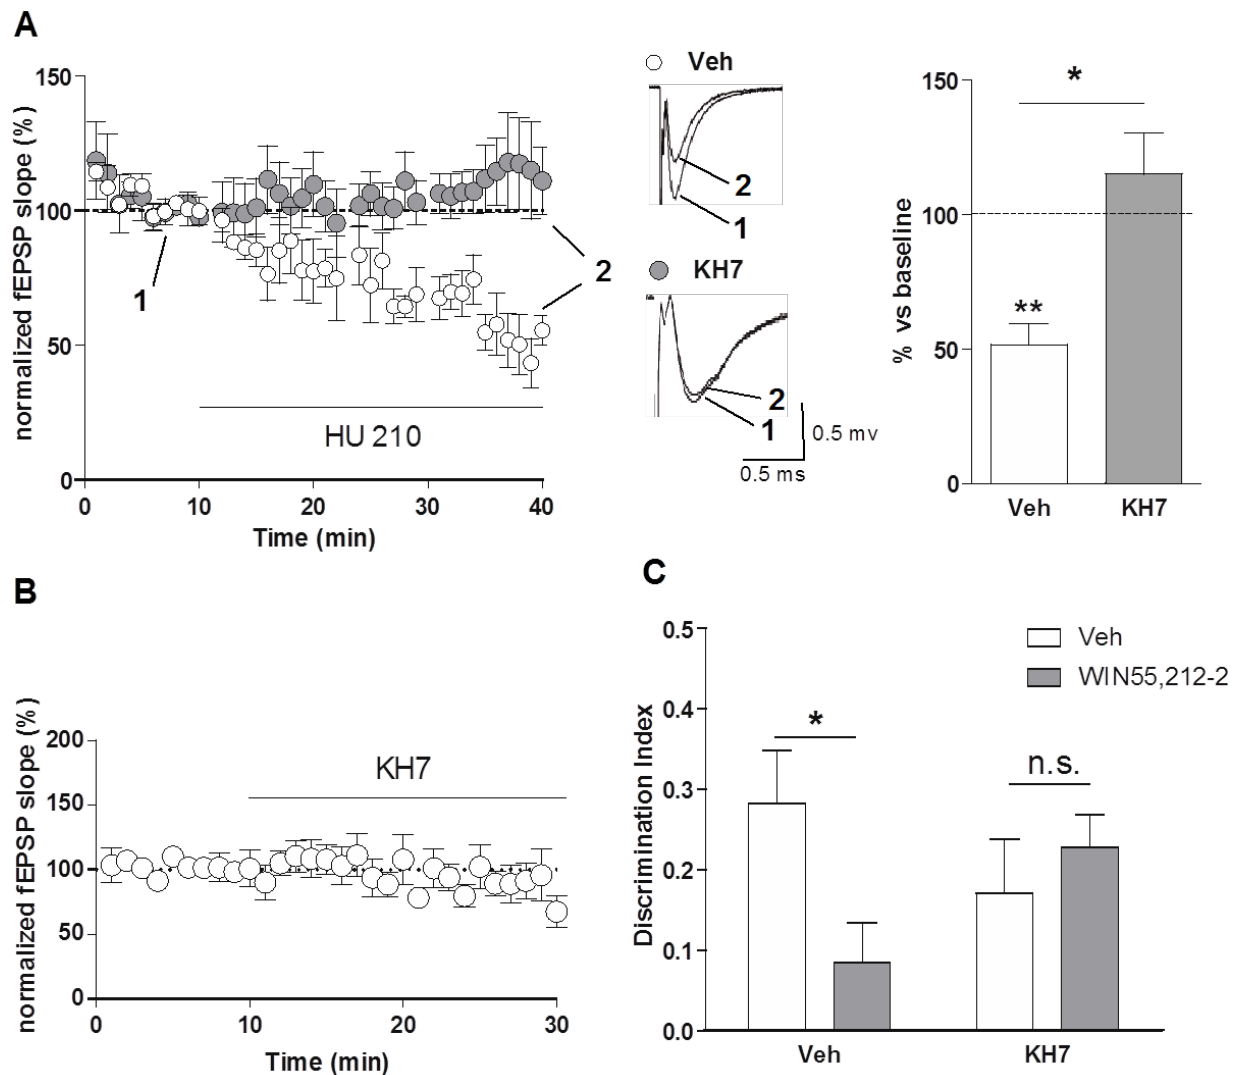 A
normalized fEPSP slope (%)
150
100
50
0
0
10
20
30
40
Time (min)
1
2
HU 210
Veh
2
1
KH7
2
1
0.5 mv
0.5 ms
% vs baseline
150
100
50
0
*
**
Veh
KH7
B
normalized fEPSP slope (%)
200
150
100
50
0
0
10
20
30
Time (min)
KH7
C
Discrimination Index
0.5
0.4
0.3
0.2
0.1
0.0
Veh
WIN55,212-2
*
n.s.
Veh
KH7